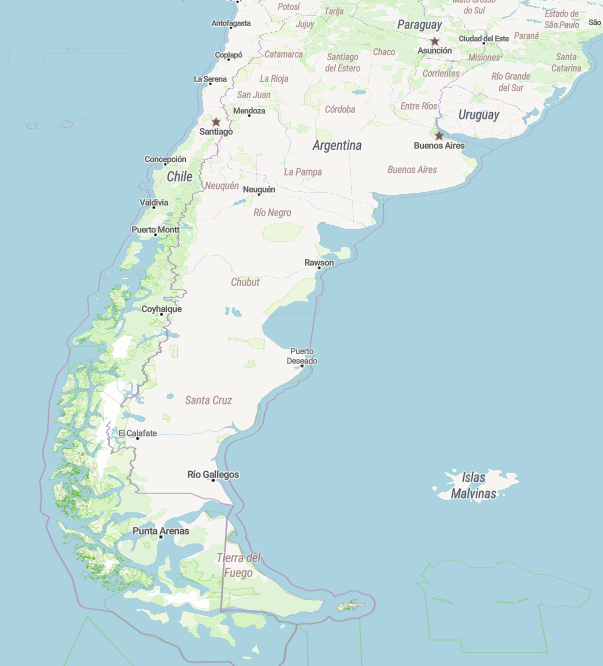 Potosí
Tarija
Mato Grosso
do Sul
Estado de
São Paulo
Antofagasta
Jujuy
Paraguay
São
Salta
Ciudad del Este
Paraná
Asunción
Copiapó
Catamarca
Santiago
del Estero
Chaco
Misiones
Santa
Catarina
La Serena
La Rioja
Corrientes
Río Grande
del Sur
San Juan
Mendoza
Córdoba
Entre Ríos
Uruguay
Santiago
Argentina
Buenos Aires
Concepción
Chile
La Pampa
Buenos Aires
Neuquén
Neuquén
Valdivia
Río Negro
Puerto Montt
Rawson
Chubut
Coyhaique
Puerto
Deseado
Santa Cruz
El Calafate
Río Gallegos
Islas
Malvinas
Punta Arenas
Tierra del
Fuego